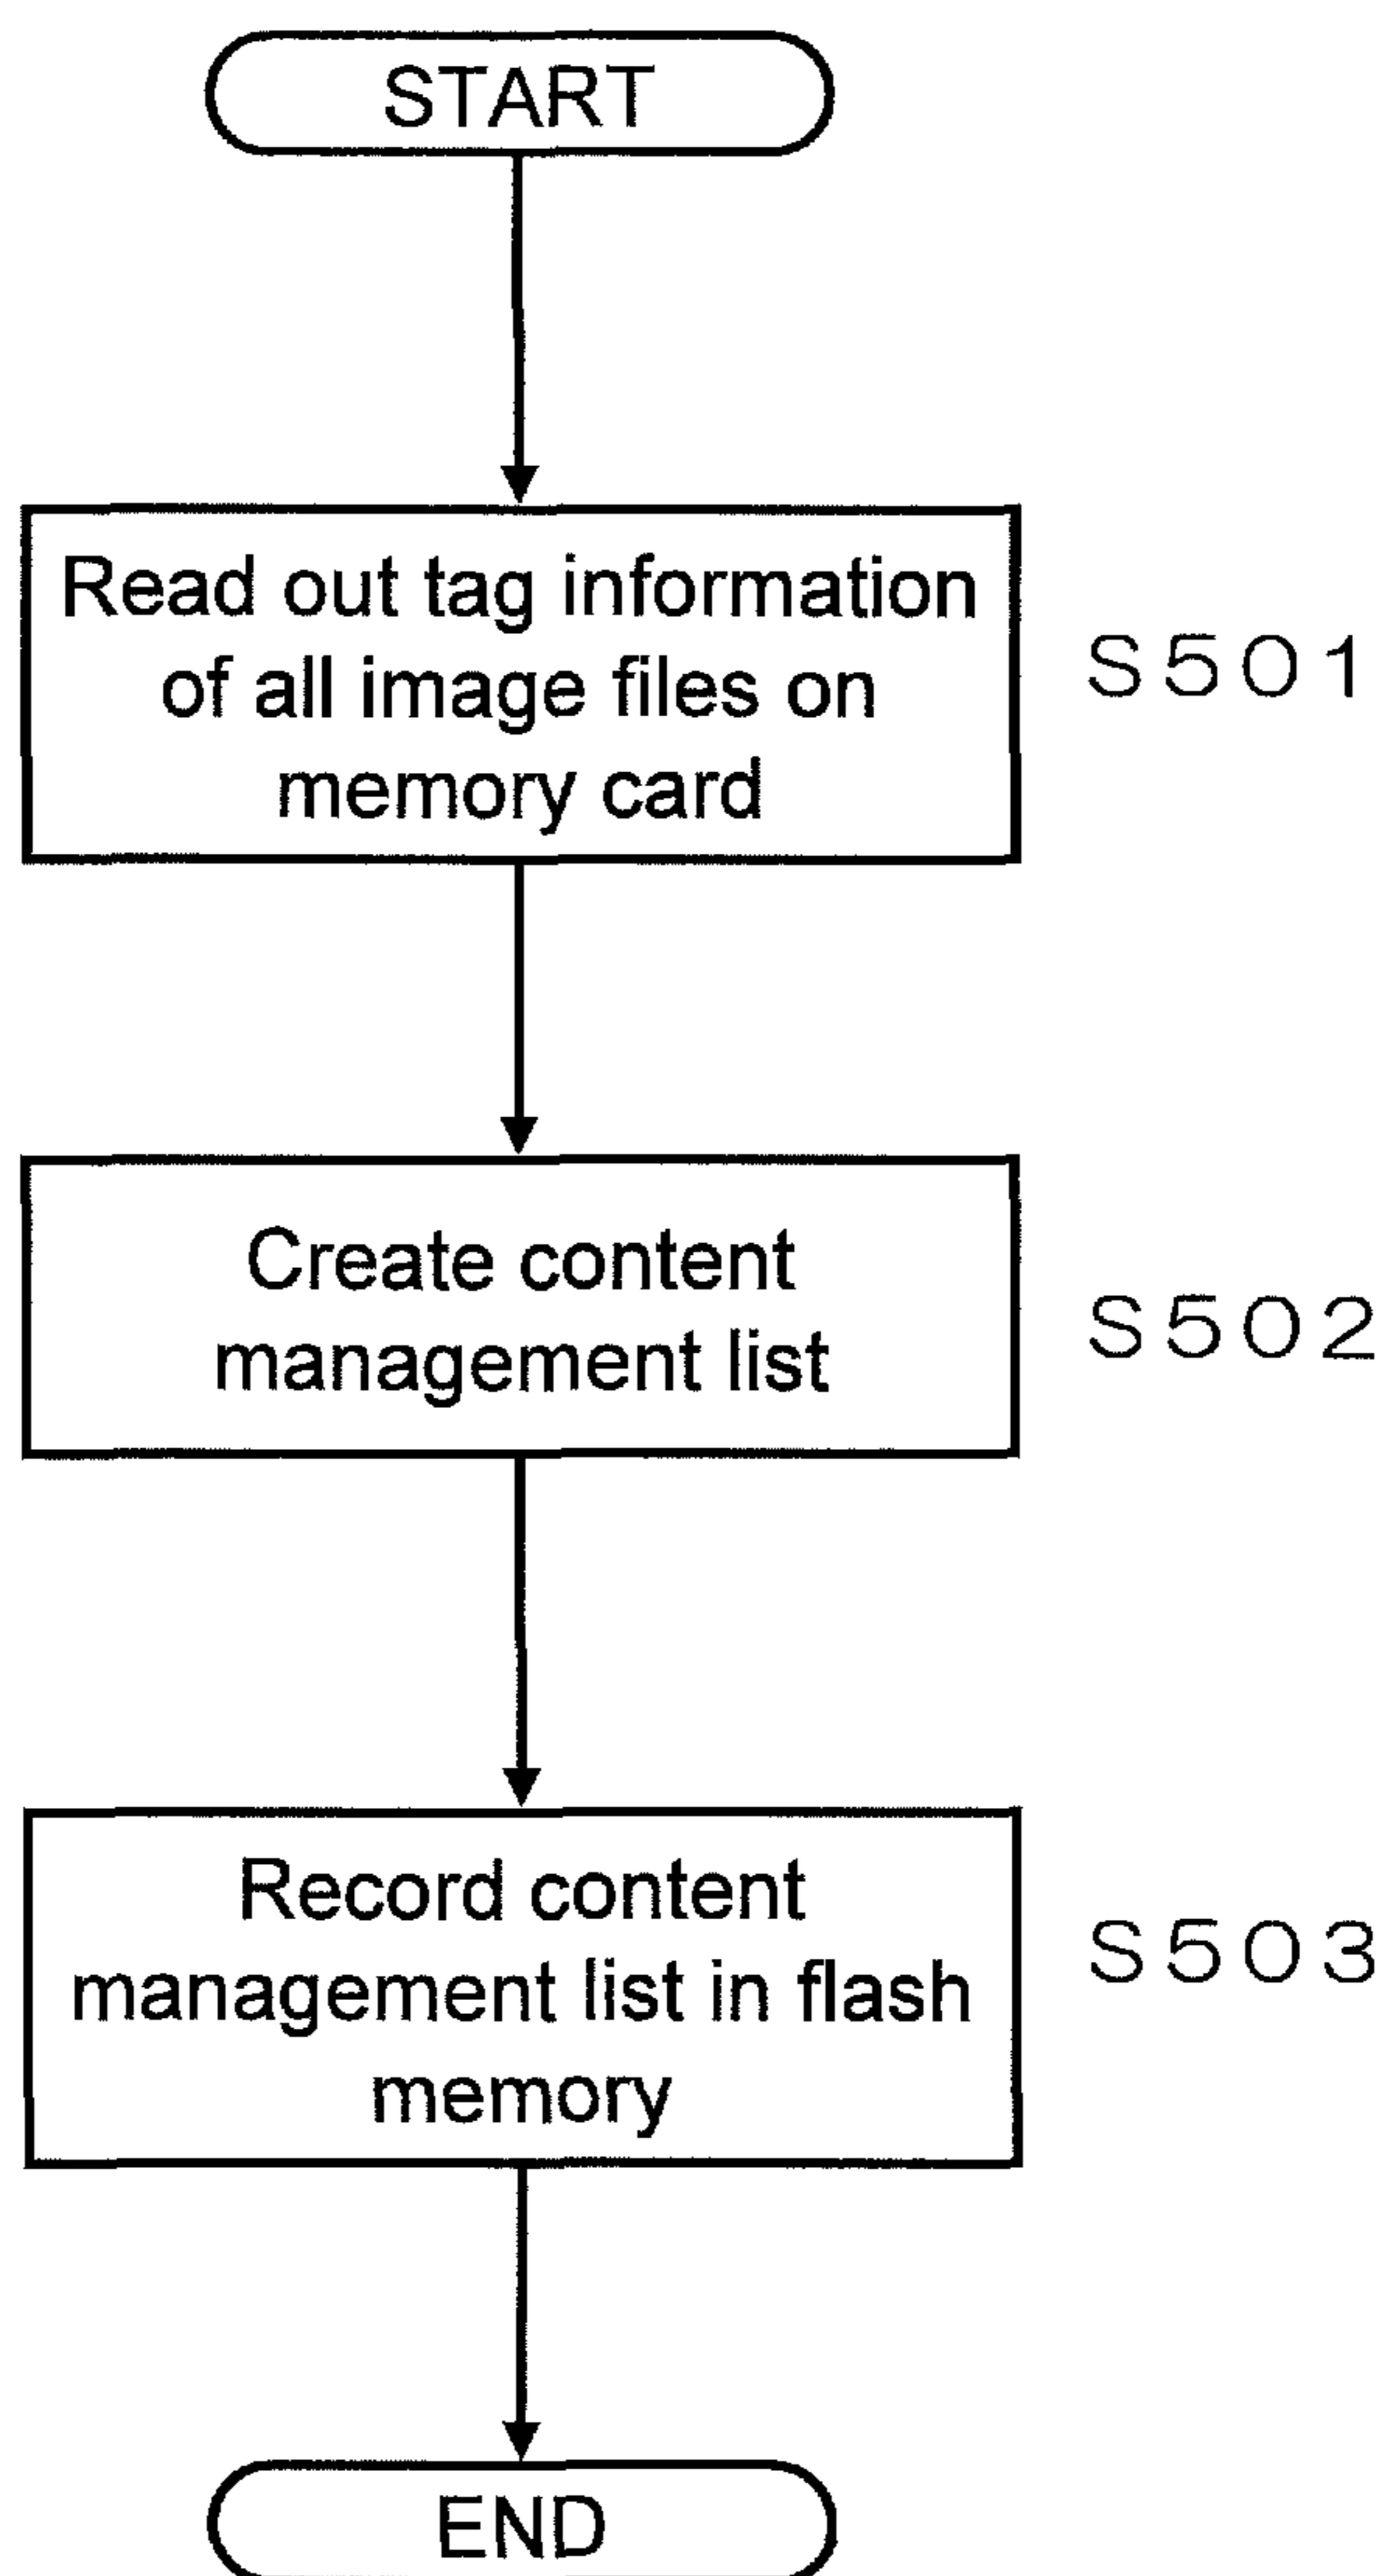 START
Read out tag information
of all image files on
memory card
S501
Create content
management list
S502
Record content
management list in flash
memory
S503
END